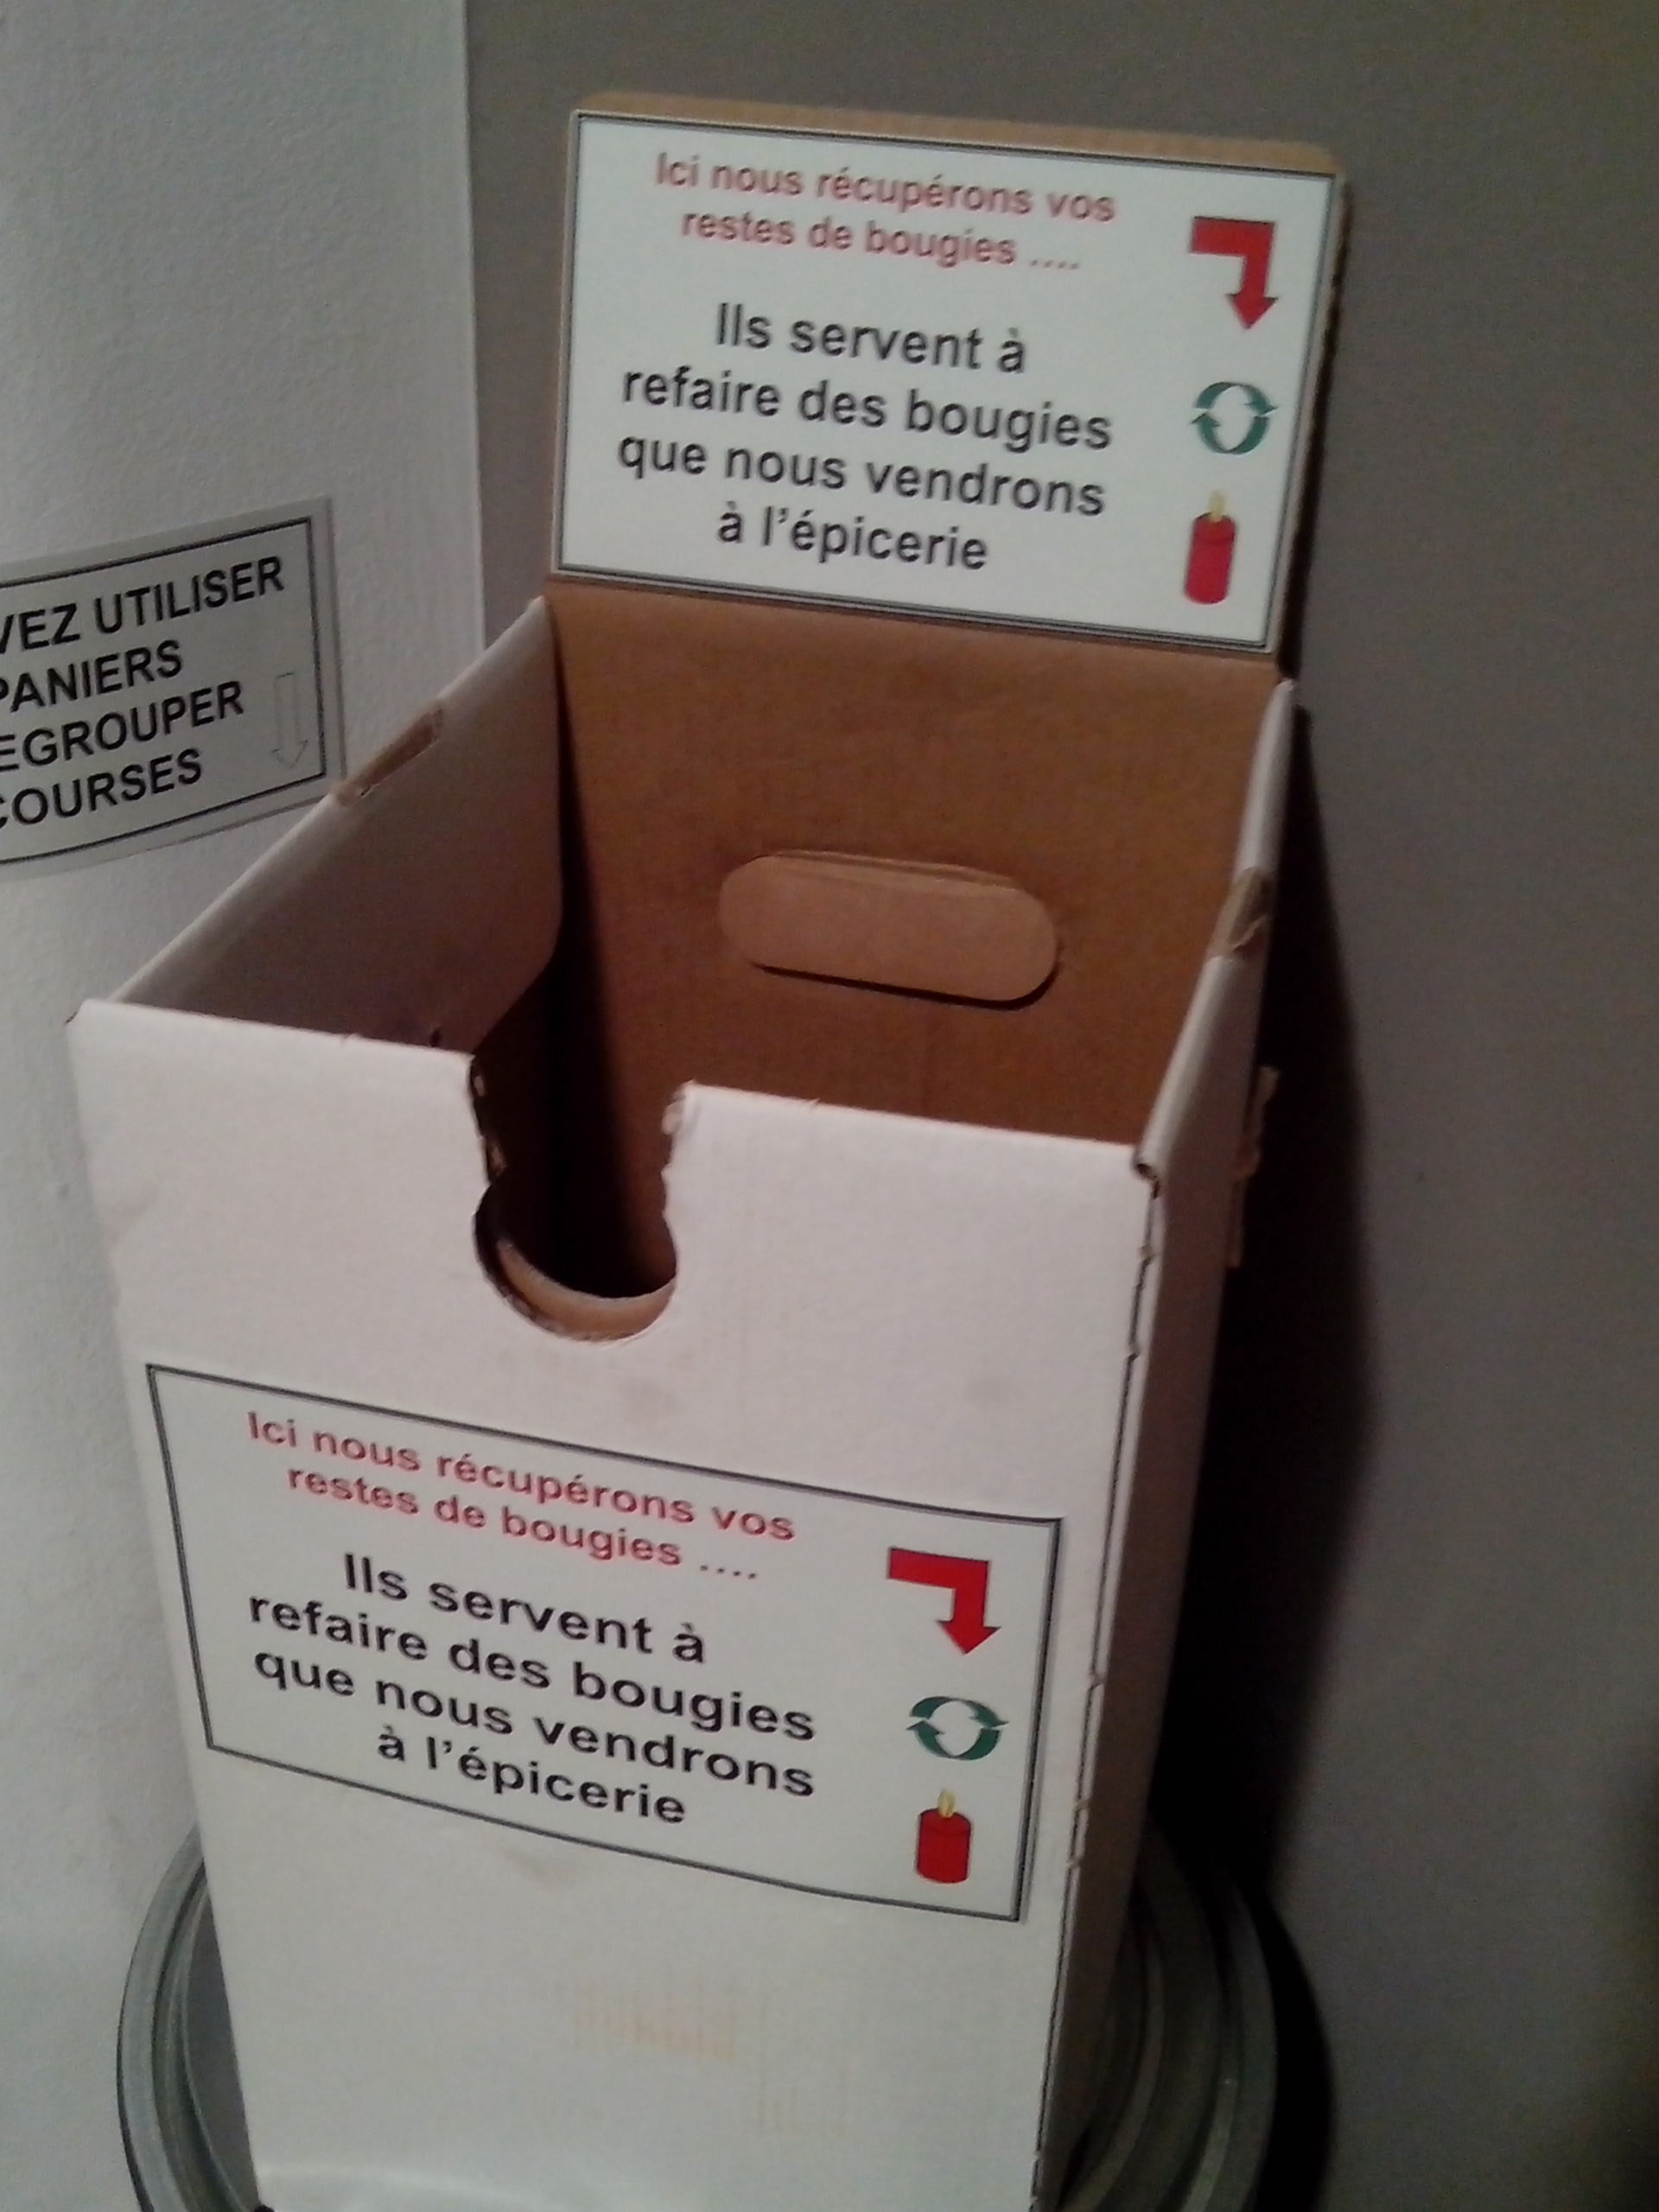 Ici nous récupérons vos
restes de bougies ....
Ils servent à
refaire des bougies
que nous vendrons
à l'épicerie
VEZ UTILISER
PANIERS
EGROUPER
COURSES
Ici nous récupérons vos
restes de bougies ....
Ils servent à
refaire des bougies
que nous vendrons
à l'épicerie